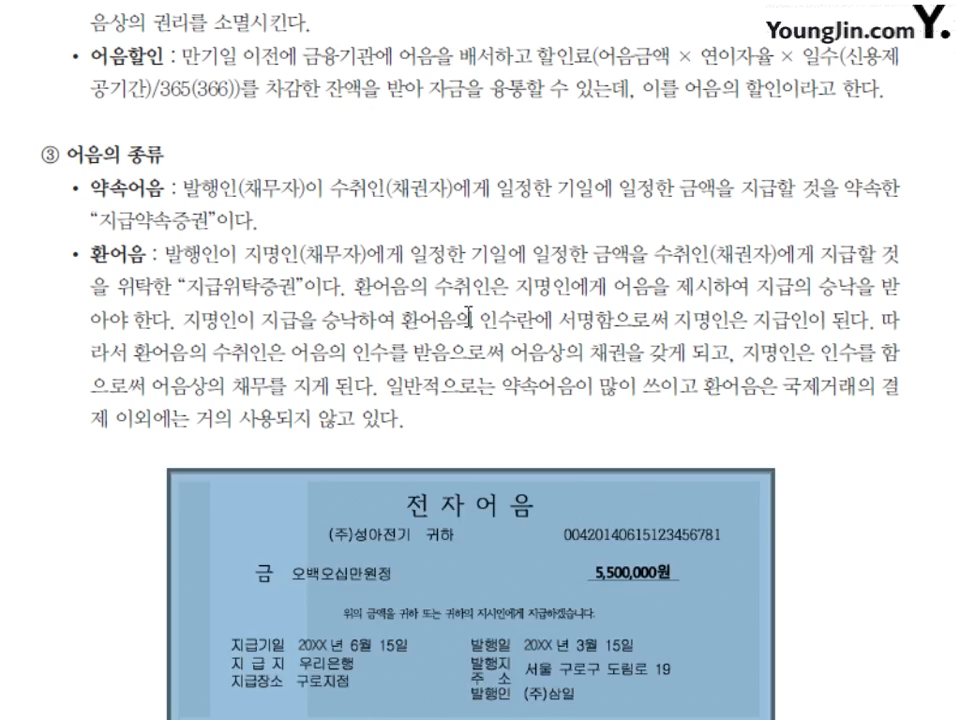 음상의 권리를 소멸시킨다.
YoungJin.com Y.
• 어음할인 : 만기일 이전에 금융기관에 어음을 배서하고 할인료(어음금액 × 연이자율 × 일수(신용제
공기간)/365(366))를 차감한 잔액을 받아 자금을 융통할 수 있는데, 이를 어음의 할인이라고 한다.
③ 어음의 종류
• 약속어음 : 발행인(채무자)이 수취인(채권자)에게 일정한 기일에 일정한 금액을 지급할 것을 약속한
“지급약속증권”이다.
• 환어음 : 발행인이 지명인(채무자)에게 일정한 기일에 일정한 금액을 수취인(채권자)에게 지급할 것
을 위탁한 “지급위탁증권”이다. 환어음의 수취인은 지명인에게 어음을 제시하여 지급의 승낙을 받
아야 한다. 지명인이 지급을 승낙하여 환어음의 인수란에 서명함으로써 지명인은 지급인이 된다. 따
라서 환어음의 수취인은 어음의 인수를 받음으로써 어음상의 채권을 갖게 되고, 지명인은 인수를 함
으로써 어음상의 채무를 지게 된다. 일반적으로는 약속어음이 많이 쓰이고 환어음은 국제거래의 결
제 이외에는 거의 사용되지 않고 있다.
전 자 어 음
(주)성아전기 귀하 00420140615123456781
금 오백오십만원정 5,500,000원
위의 금액을 귀하 또는 귀하의 지시인에게 지급하겠습니다.
지급기일 20XX 년 6월 15일 발행일 20XX 년 3월 15일
지 급 지 우리은행 발행지 서울 구로구 도림로 19
지급장소 구로지점 주 소
발행인 (주)삼일